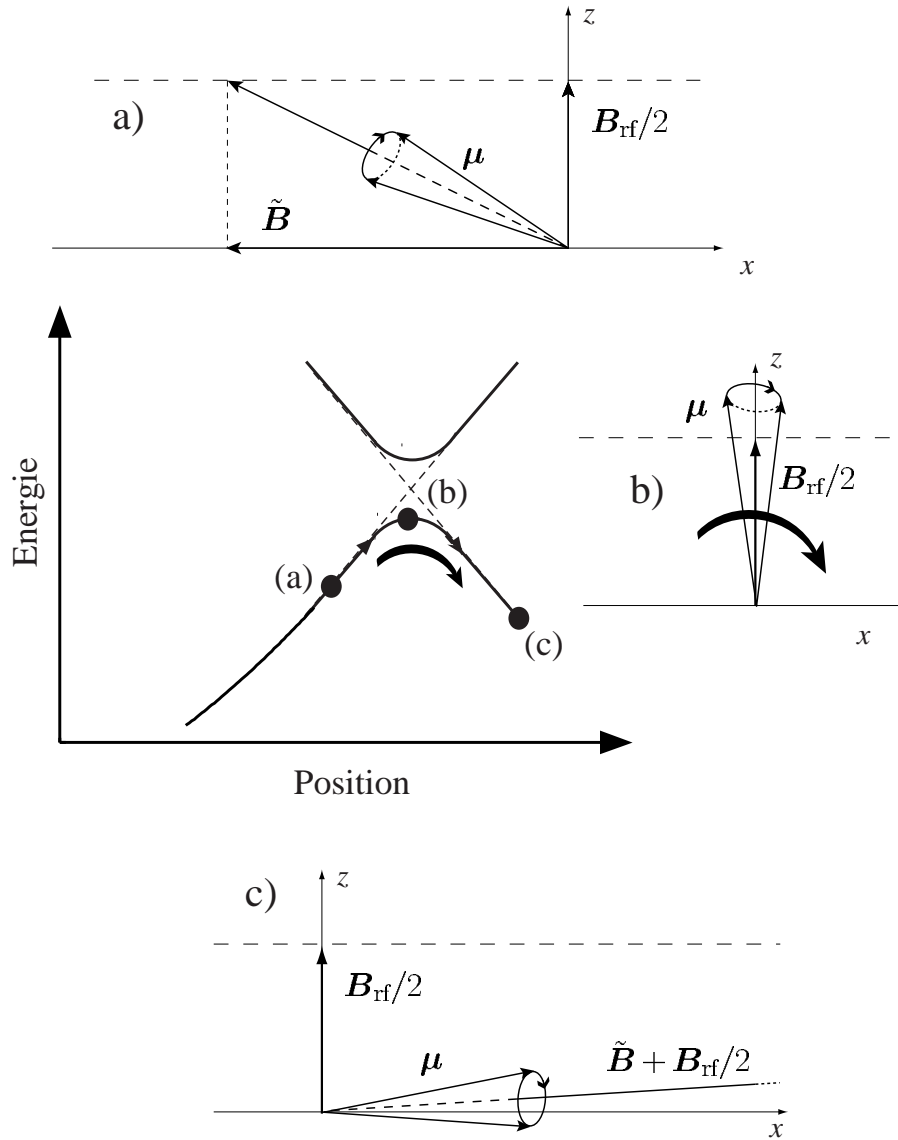 z
a)
B_rf/2
μ
B̃
x
Energie
(a)
(b)
(c)
Position
z
μ
b)
B_rf/2
x
c)
z
B_rf/2
μ
B̃ + B_rf/2
x